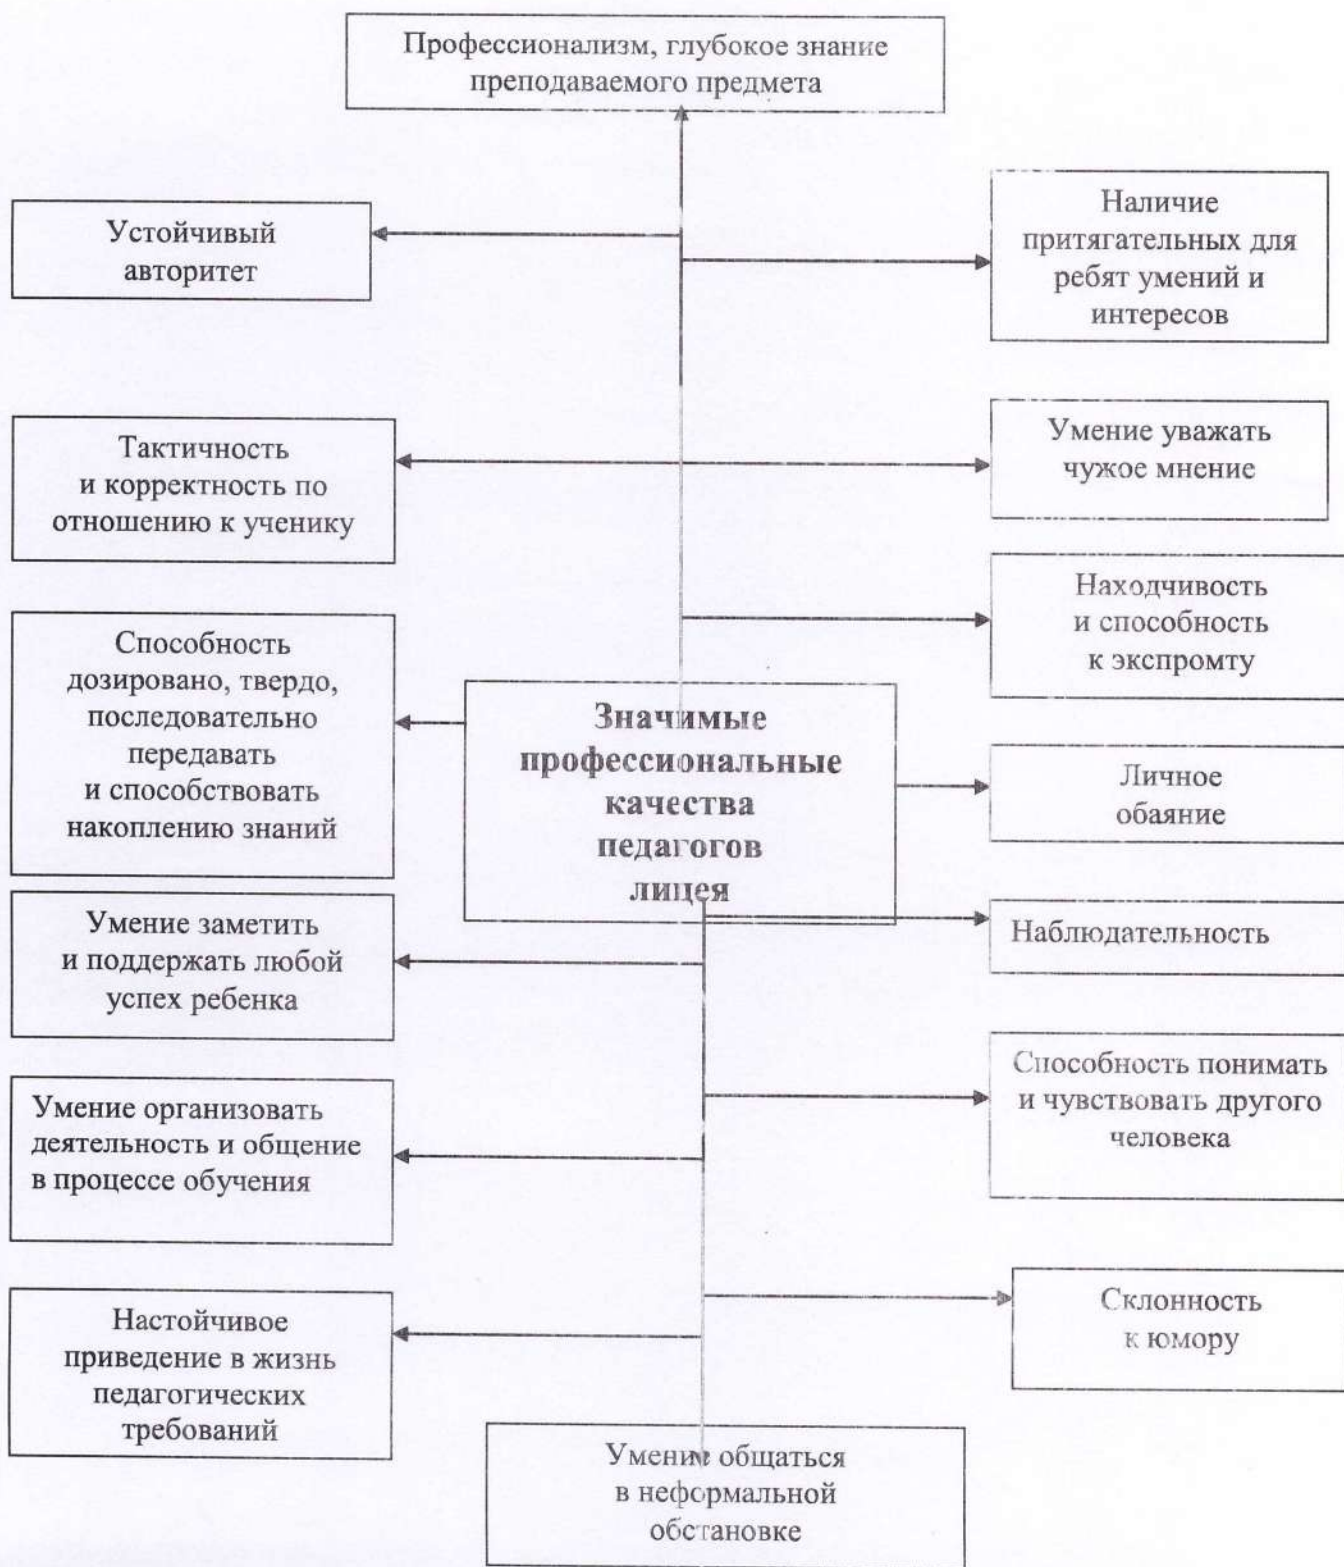 Профессионализм, глубокое знание
преподаваемого предмета
Устойчивый
авторитет
Наличие
притягательных для
ребят умений и
интересов
Тактичность
и корректность по
отношению к ученику
Умение уважать
чужое мнение
Находчивость
и способность
к экспромту
Способность
дозировано, твердо,
последовательно
передавать
и способствовать
накоплению знаний
Значимые
профессиональные
качества
педагогов
лицея
Личное
обаяние
Умение заметить
и поддержать любой
успех ребенка
Наблюдательность
Умение организовать
деятельность и общение
в процессе обучения
Способность понимать
и чувствовать другого
человека
Настойчивое
приведение в жизнь
педагогических
требований
Склонность
к юмору
Умение общаться
в неформальной
обстановке